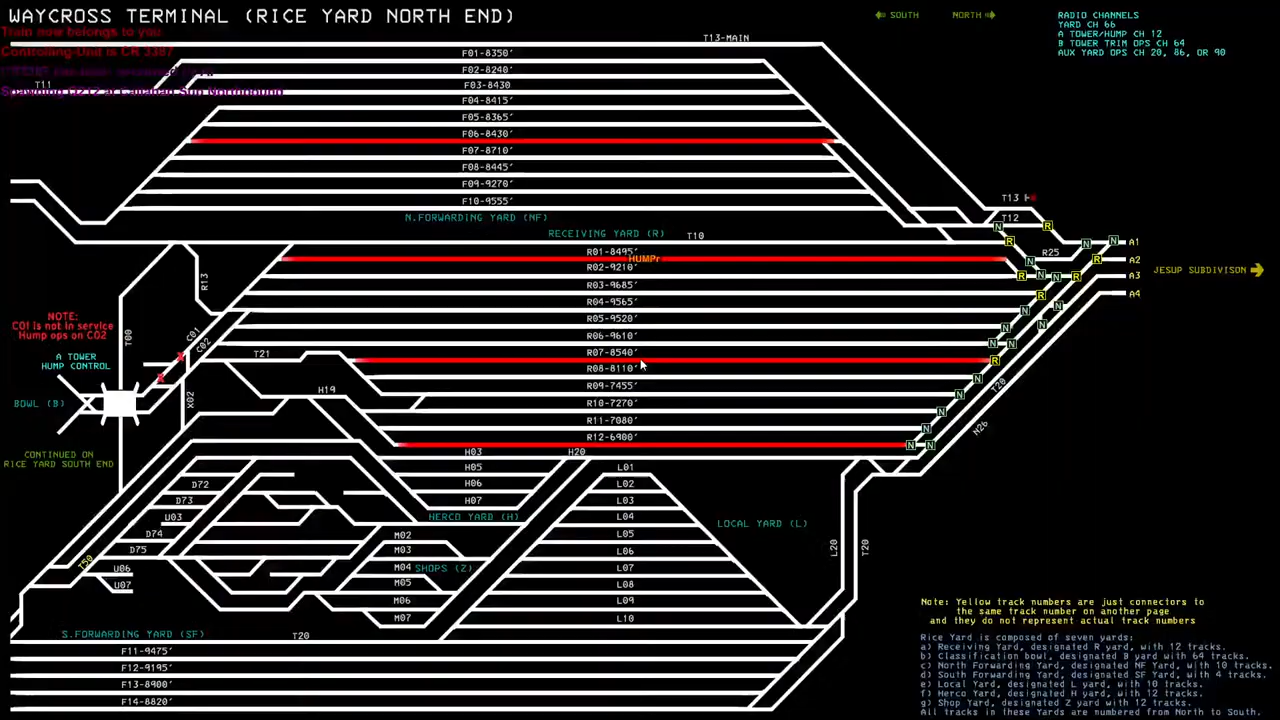 WAYCROSS TERMINAL (RICE YARD NORTH END)
SOUTH
NORTH
RADIO CHANNELS
YARD CH 66
A TOWER/HUMP CH 12
B TOWER TRIM OPS CH 64
AUX YARD OPS CH 20, 86, OR 90
Train now belongs to you
Controlling Unit is CR 3387
T13-MAIN
F01-8350'
F02-8240'
F03-8430
T11
Spawning at Callahan Sub Northbound
F04-8415'
F05-8365'
F06-8430'
F07-8710'
F08-8445'
F09-9270'
F10-9555'
T13
T12
N.FORWARDING YARD (NF)
RECEIVING YARD (R)
T10
R01-8495'
HUMPr
R02-9210'
R25
N
R
A1
A2
A3
A4
JESUP SUBDIVISON
R13
R03-9685'
R04-9565'
R05-9520'
R06-9610'
R07-8540'
R08-8110'
R09-7455'
R10-7270'
R11-7080'
R12-6900'
NOTE:
C01 is not in service
Hump ops on C02
T00
C01
C02
A TOWER
HUMP CONTROL
T21
H19
BOWL (B)
X02
T20
N26
CONTINUED ON
RICE YARD SOUTH END
H03
H20
H05
H06
H07
L01
L02
L03
L04
L05
L06
L07
L08
L09
L10
D72
D73
U03
D74
D75
T50
U06
U07
HERCO YARD (H)
LOCAL YARD (L)
M02
M03
M04
SHOPS (Z)
M05
M06
M07
L20
T20
S.FORWARDING YARD (SF)
T20
F11-9475'
F12-9195'
F13-8900'
F14-8820'
Note: Yellow track numbers are just connectors to
the same track number on another page
and they do not represent actual track numbers
Rice Yard is composed of seven yards:
a) Receiving Yard, designated R yard, with 12 tracks.
b) Classification bowl, designated B yard with 64 tracks.
c) North Forwarding Yard, designated NF Yard, with 10 tracks.
d) South Forwarding Yard, designated SF Yard, with 4 tracks.
e) Local Yard, designated L yard, with 10 tracks.
f) Herco Yard, designated H yard, with 12 tracks.
g) Shop Yard, designated Z yard with 12 tracks.
All tracks in these Yards are numbered from North to South.